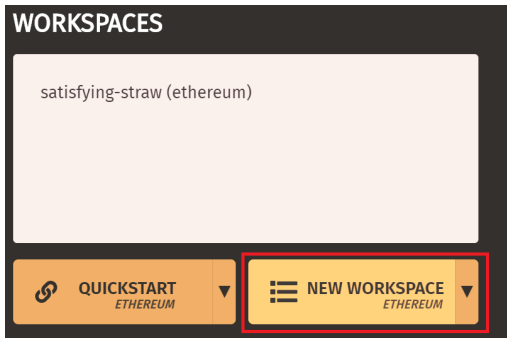 WORKSPACES
satisfying-straw (ethereum)
QUICKSTART
ETHEREUM
NEW WORKSPACE
ETHEREUM